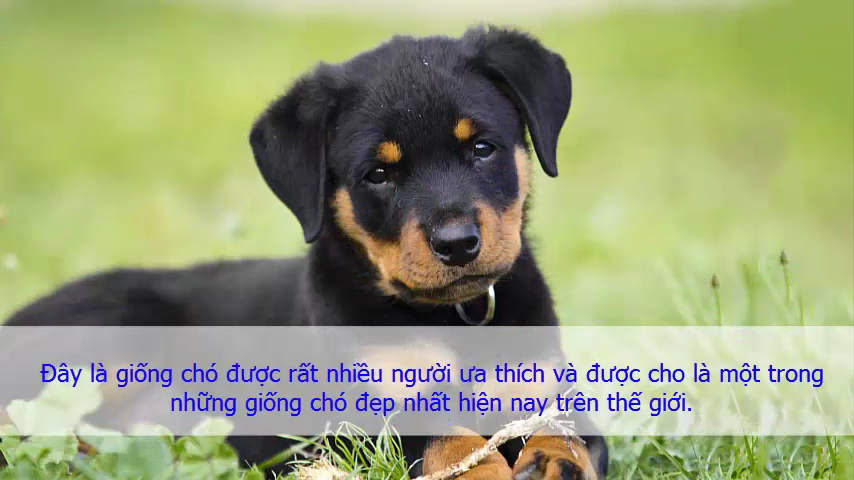 Đây là giống chó được rất nhiều người ưa thích và được cho là một trong
những giống chó đẹp nhất hiện nay trên thế giới.